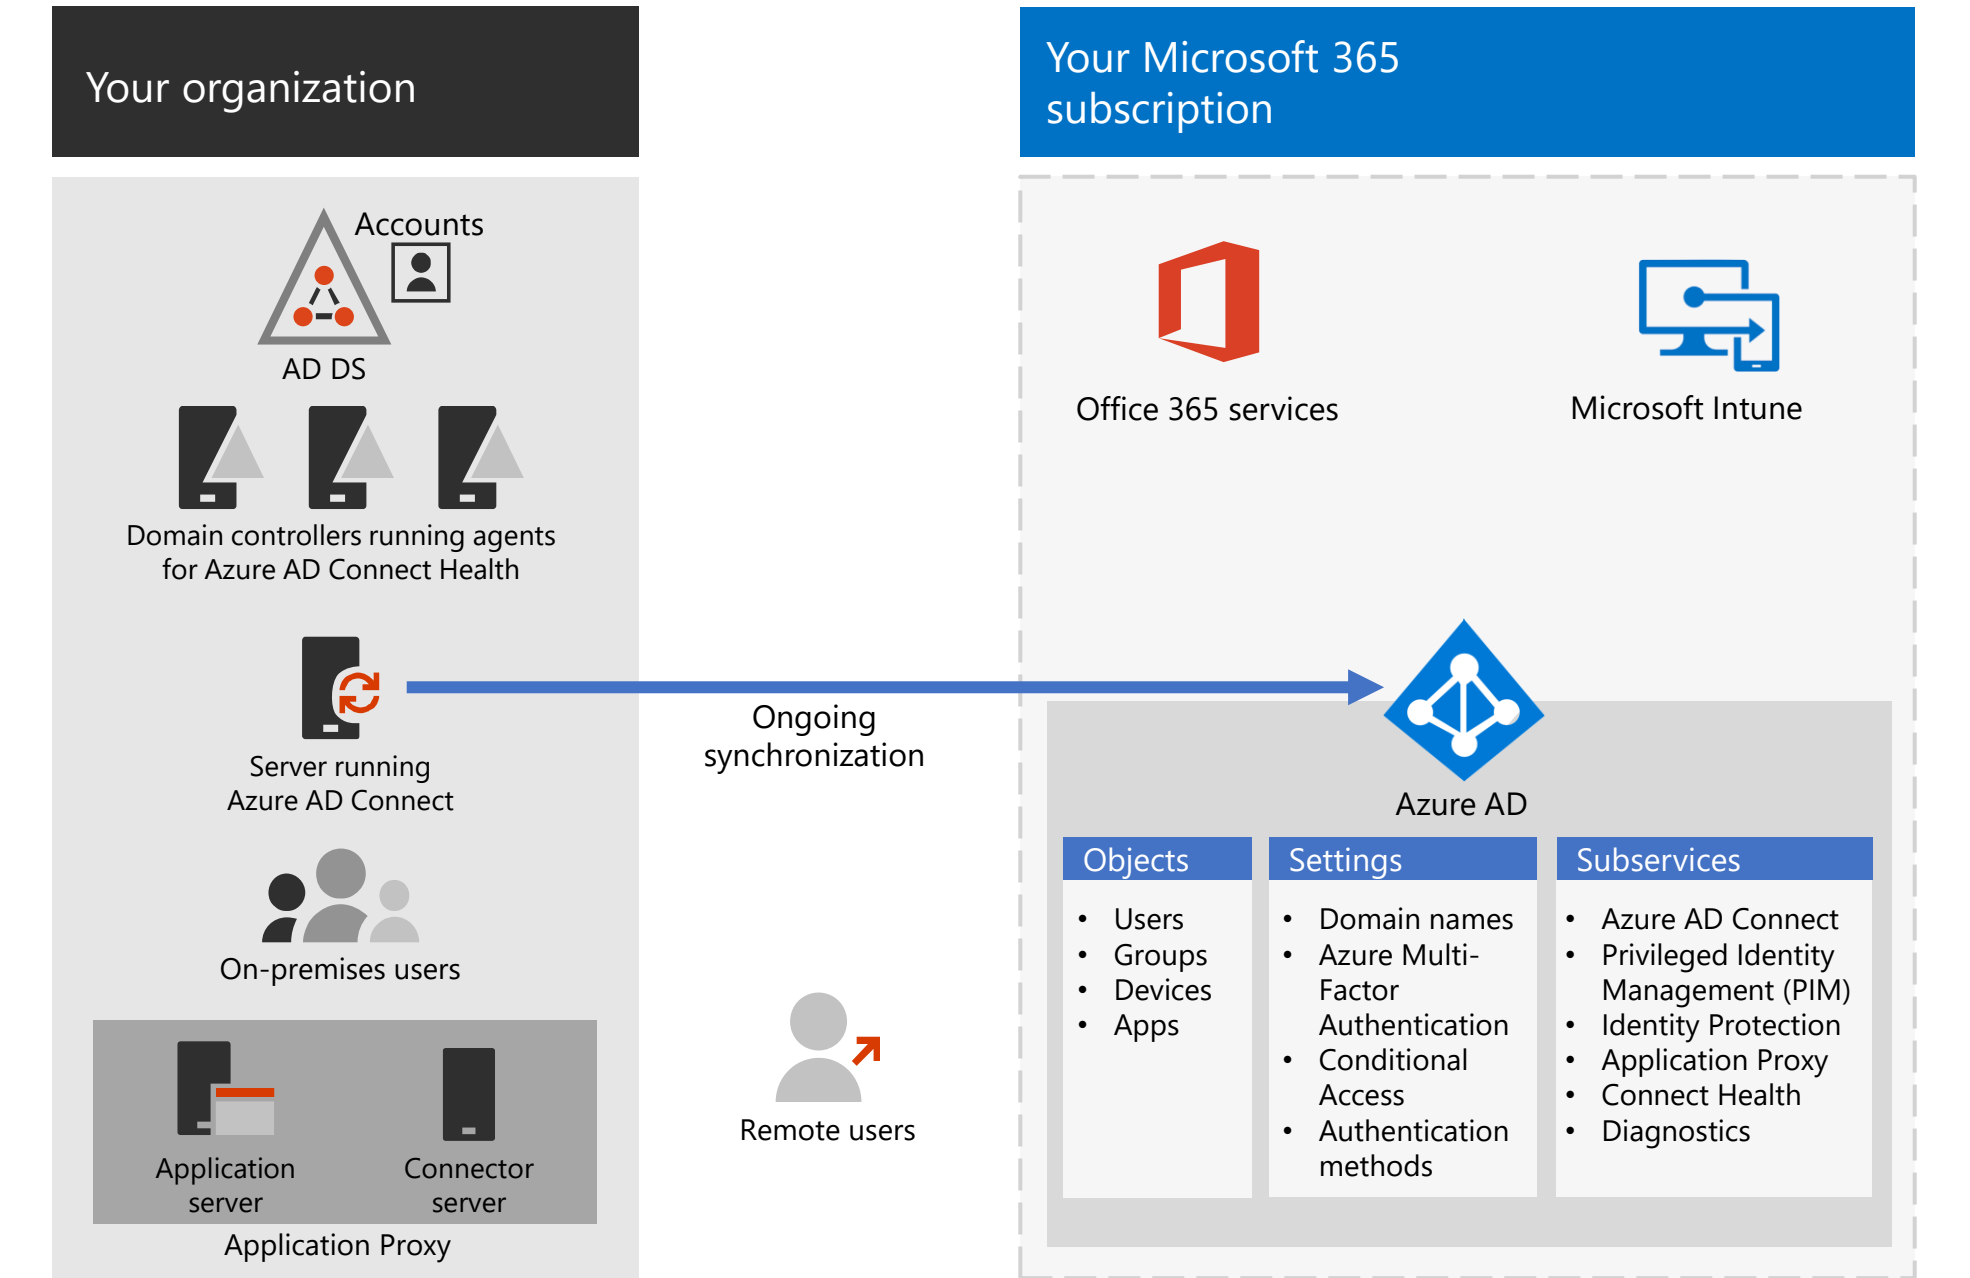 Your organization
Accounts
AD DS
Domain controllers running agents
for Azure AD Connect Health
Server running
Azure AD Connect
On-premises users
Application
server
Connector
server
Application Proxy
Ongoing
synchronization
Remote users
Your Microsoft 365
subscription
Office 365 services
Microsoft Intune
Azure AD
Objects
• Users
• Groups
• Devices
• Apps
Settings
• Domain names
• Azure Multi-
Factor
Authentication
• Conditional
Access
• Authentication
methods
Subservices
• Azure AD Connect
• Privileged Identity
Management (PIM)
• Identity Protection
• Application Proxy
• Connect Health
• Diagnostics